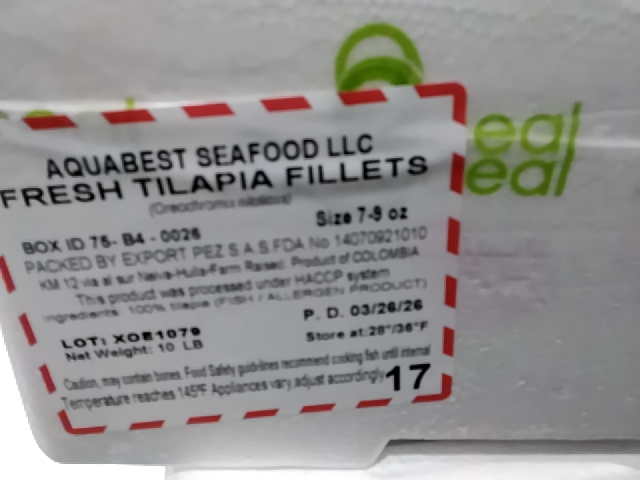 AQUABEST SEAFOOD LLC
FRESH TILAPIA FILLETS
(Oreochromis niloticus)
Size 7-9 oz
BOX ID 75- B4 - 0026
PACKED BY EXPORT PEZ S.A.S.FDA No 14070921010
KM 12 via al sur Neiva-Huila-Farm Raised. Product of COLOMBIA
This product was processed under HACCP system
Ingredients: 100% tilapia (FISH / ALLERGEN PRODUCT)
P. D. 03/26/26
LOT: XOE1079
Store at:28°/36°F
Net Weight: 10 LB
Caution, may contain bones. Food Safety guidelines recommend cooking fish until internal
Temperature reaches 145°F Appliances vary, adjust accordingly
17
eal
eal